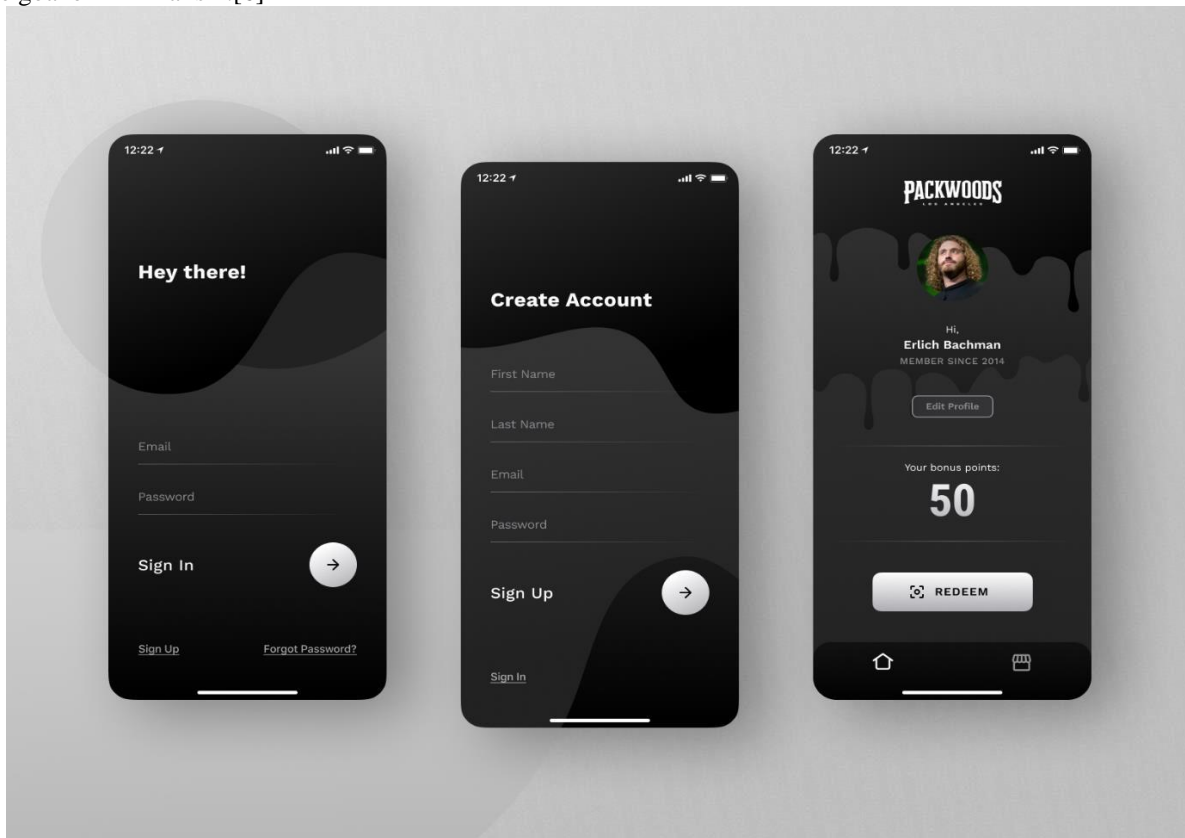 12:22
Hey there!
Email
Password
Sign In
Sign Up
Forgot Password?
12:22
Create Account
First Name
Last Name
Email
Password
Sign Up
Sign In
12:22
PACKWOODS
LOS ANGELES
Hi,
Erlich Bachman
MEMBER SINCE 2014
Edit Profile
Your bonus points:
50
REDEEM